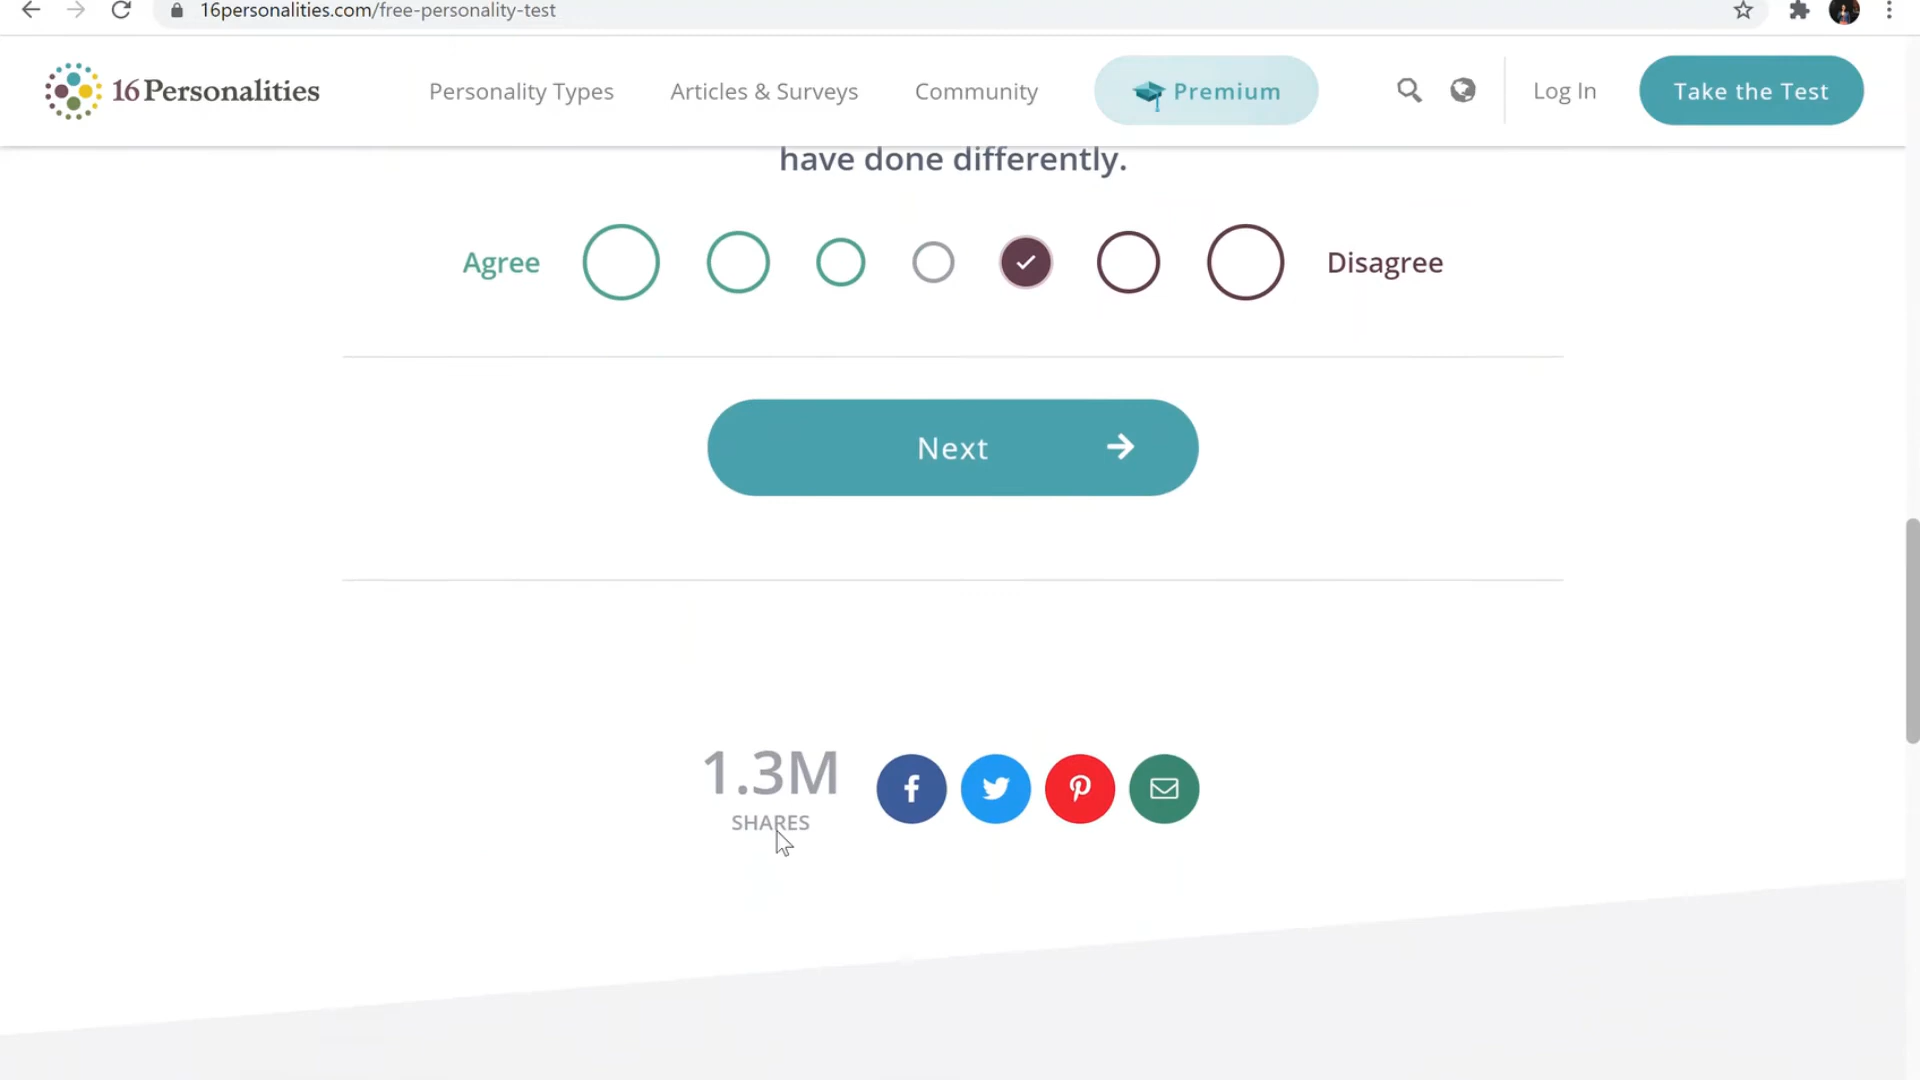 16personalities.com/free-personality-test
16Personalities
Personality Types
Articles & Surveys
Community
Premium
Log In
Take the Test
have done differently.
Agree
Disagree
Next
1.3M
SHARES